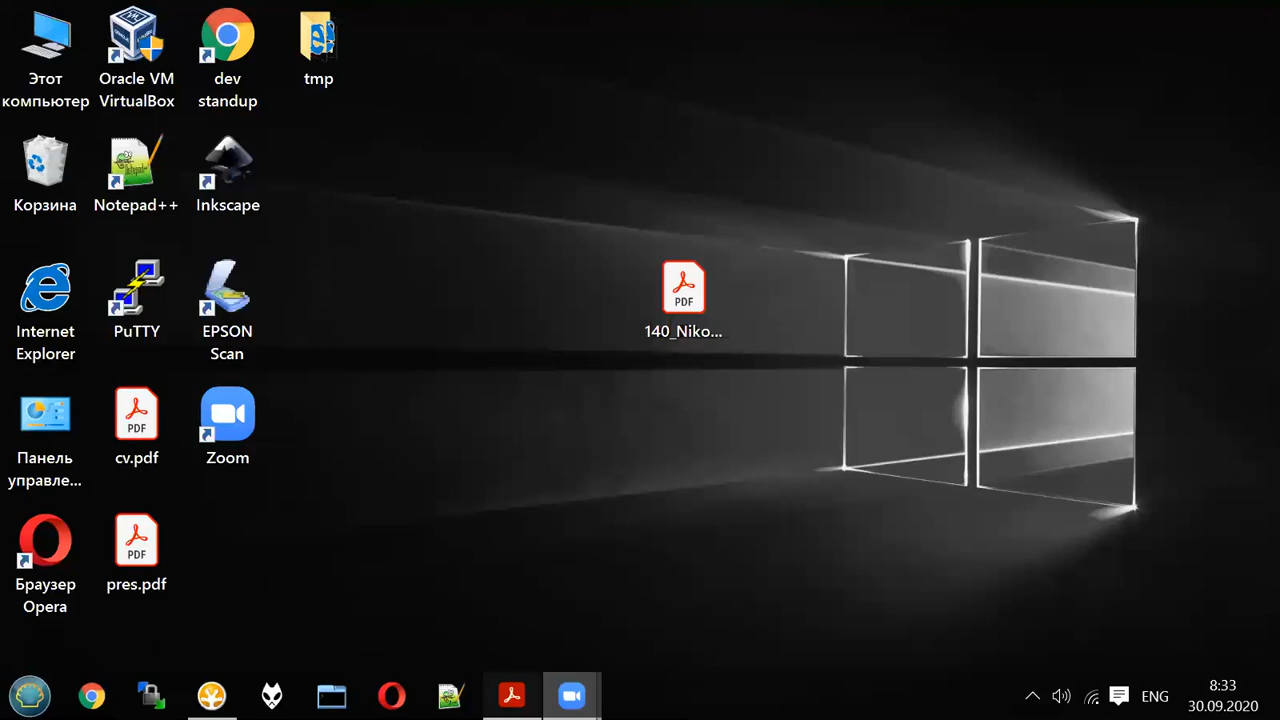 Этот
компьютер
Oracle VM
VirtualBox
dev
standup
tmp
Корзина
Notepad++
Inkscape
Internet
Explorer
PuTTY
EPSON
Scan
PDF
140_Niko...
Панель
управле...
PDF
cv.pdf
Zoom
Браузер
Opera
PDF
pres.pdf
ENG
8:33
30.09.2020